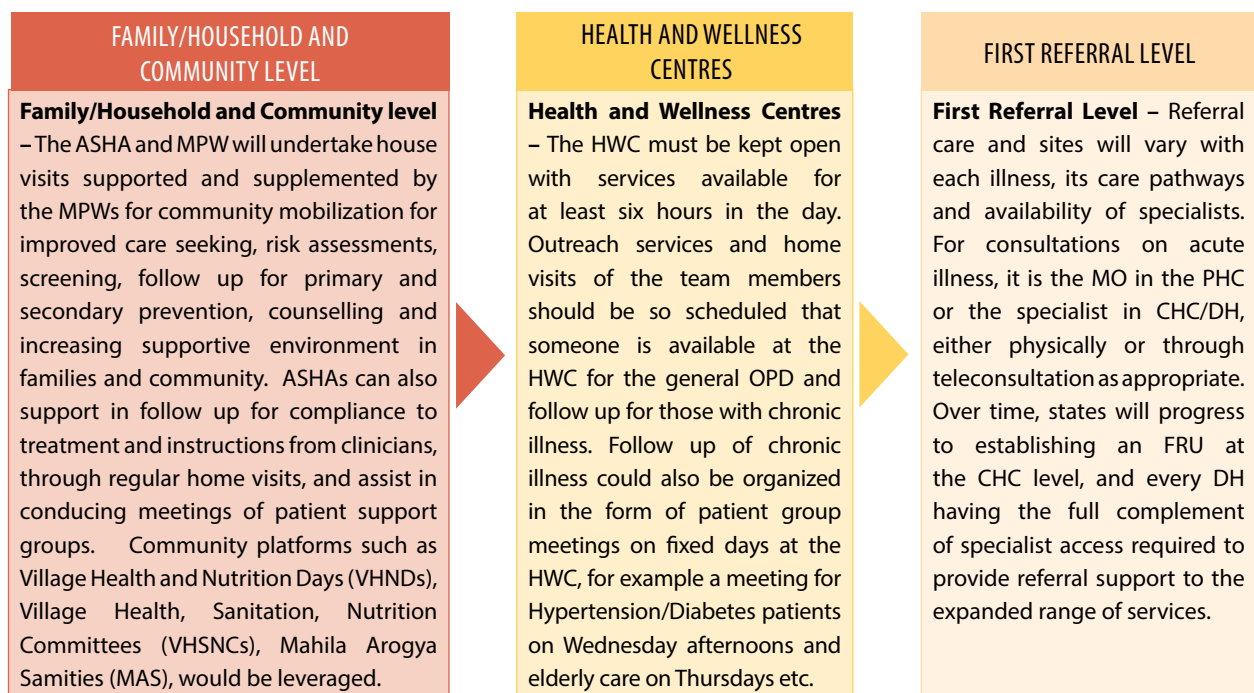 FAMILY/HOUSEHOLD AND
COMMUNITY LEVEL
Family/Household and Community level
– The ASHA and MPW will undertake house
visits supported and supplemented by
the MPWs for community mobilization for
improved care seeking, risk assessments,
screening, follow up for primary and
secondary prevention, counselling and
increasing supportive environment in
families and community. ASHAs can also
support in follow up for compliance to
treatment and instructions from clinicians,
through regular home visits, and assist in
conducing meetings of patient support
groups. Community platforms such as
Village Health and Nutrition Days (VHNDs),
Village Health, Sanitation, Nutrition
Committees (VHSNCs), Mahila Arogya
Samities (MAS), would be leveraged.
HEALTH AND WELLNESS
CENTRES
Health and Wellness Centres
– The HWC must be kept open
with services available for
at least six hours in the day.
Outreach services and home
visits of the team members
should be so scheduled that
someone is available at the
HWC for the general OPD and
follow up for those with chronic
illness. Follow up of chronic
illness could also be organized
in the form of patient group
meetings on fixed days at the
HWC, for example a meeting for
Hypertension/Diabetes patients
on Wednesday afternoons and
elderly care on Thursdays etc.
FIRST REFERRAL LEVEL
First Referral Level – Referral
care and sites will vary with
each illness, its care pathways
and availability of specialists.
For consultations on acute
illness, it is the MO in the PHC
or the specialist in CHC/DH,
either physically or through
teleconsultation as appropriate.
Over time, states will progress
to establishing an FRU at
the CHC level, and every DH
having the full complement
of specialist access required to
provide referral support to the
expanded range of services.